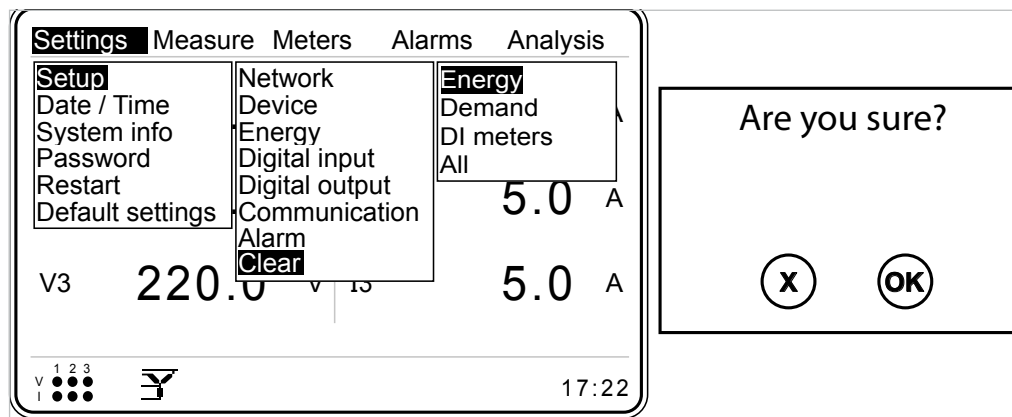 Settings Measure Meters Alarms Analysis
Setup
Date / Time
System info
Password
Restart
Default settings
Network
Device
Energy
Digital input
Digital output
Communication
Alarm
Clear
Energy
Demand
DI meters
All
A
5.0 A
V3 220.0 V I3 5.0 A
1 2 3
V
I
17:22
Are you sure?
X OK